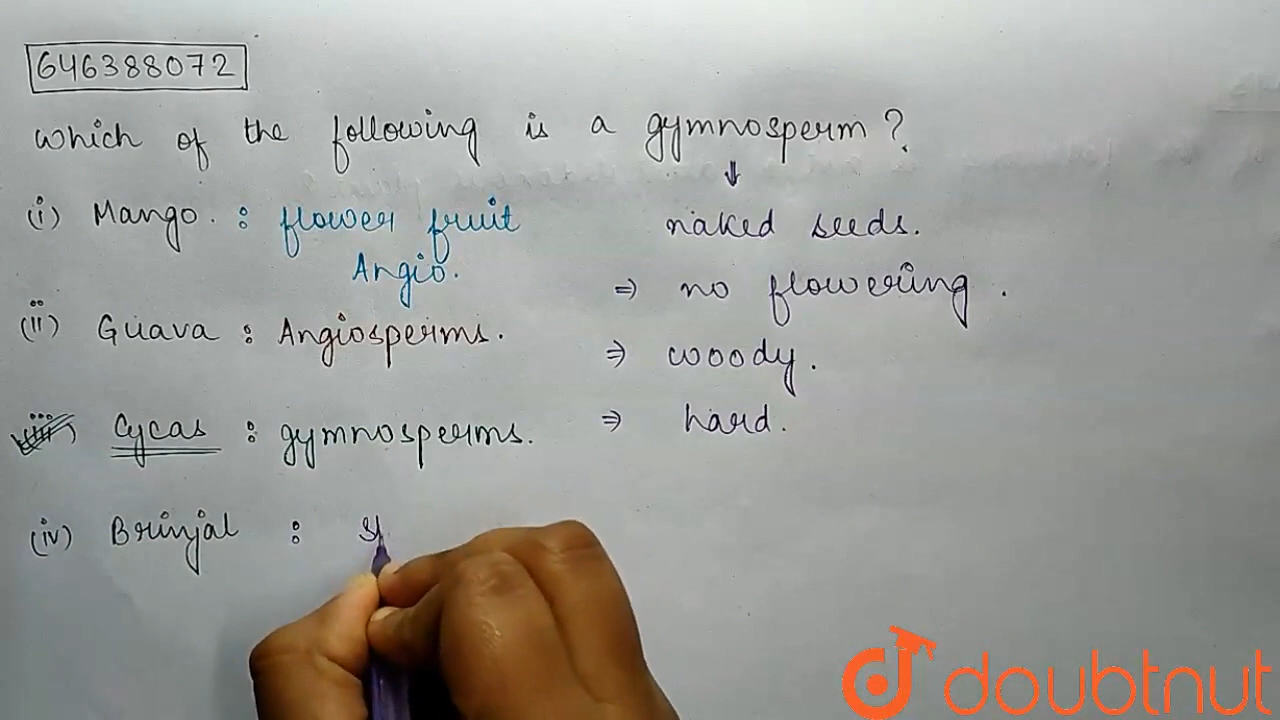 646388072
which of the following is a gymnosperm?
(i) Mango. : flower fruit
Angio.
(ii) Guava : Angiosperms.
(iii) Cycas : gymnosperms.
(iv) Brinjal :
↓
naked seeds.
⇒ no flowering.
⇒ woody.
⇒ hard.
doubtnut